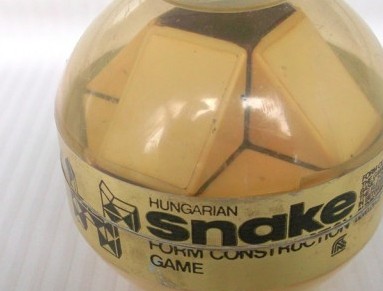 HUNGARIAN
snake
FORM CONSTRUCTION
GAME